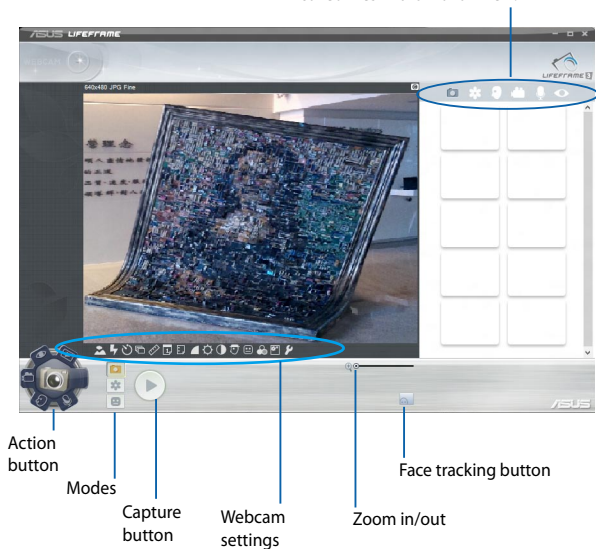 ASUS LIFEFRAME
WEBCAM
LIFEFRAME 3
640x480 JPG Fine
ASUS
Action
button
Modes
Capture
button
Webcam
settings
Zoom in/out
Face tracking button